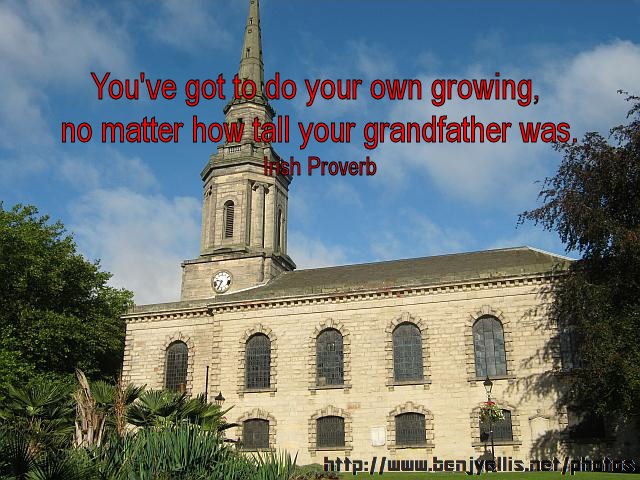 You've got to do your own growing,
no matter how tall your grandfather was.
Irish Proverb
http://www.benjyellis.net/photos